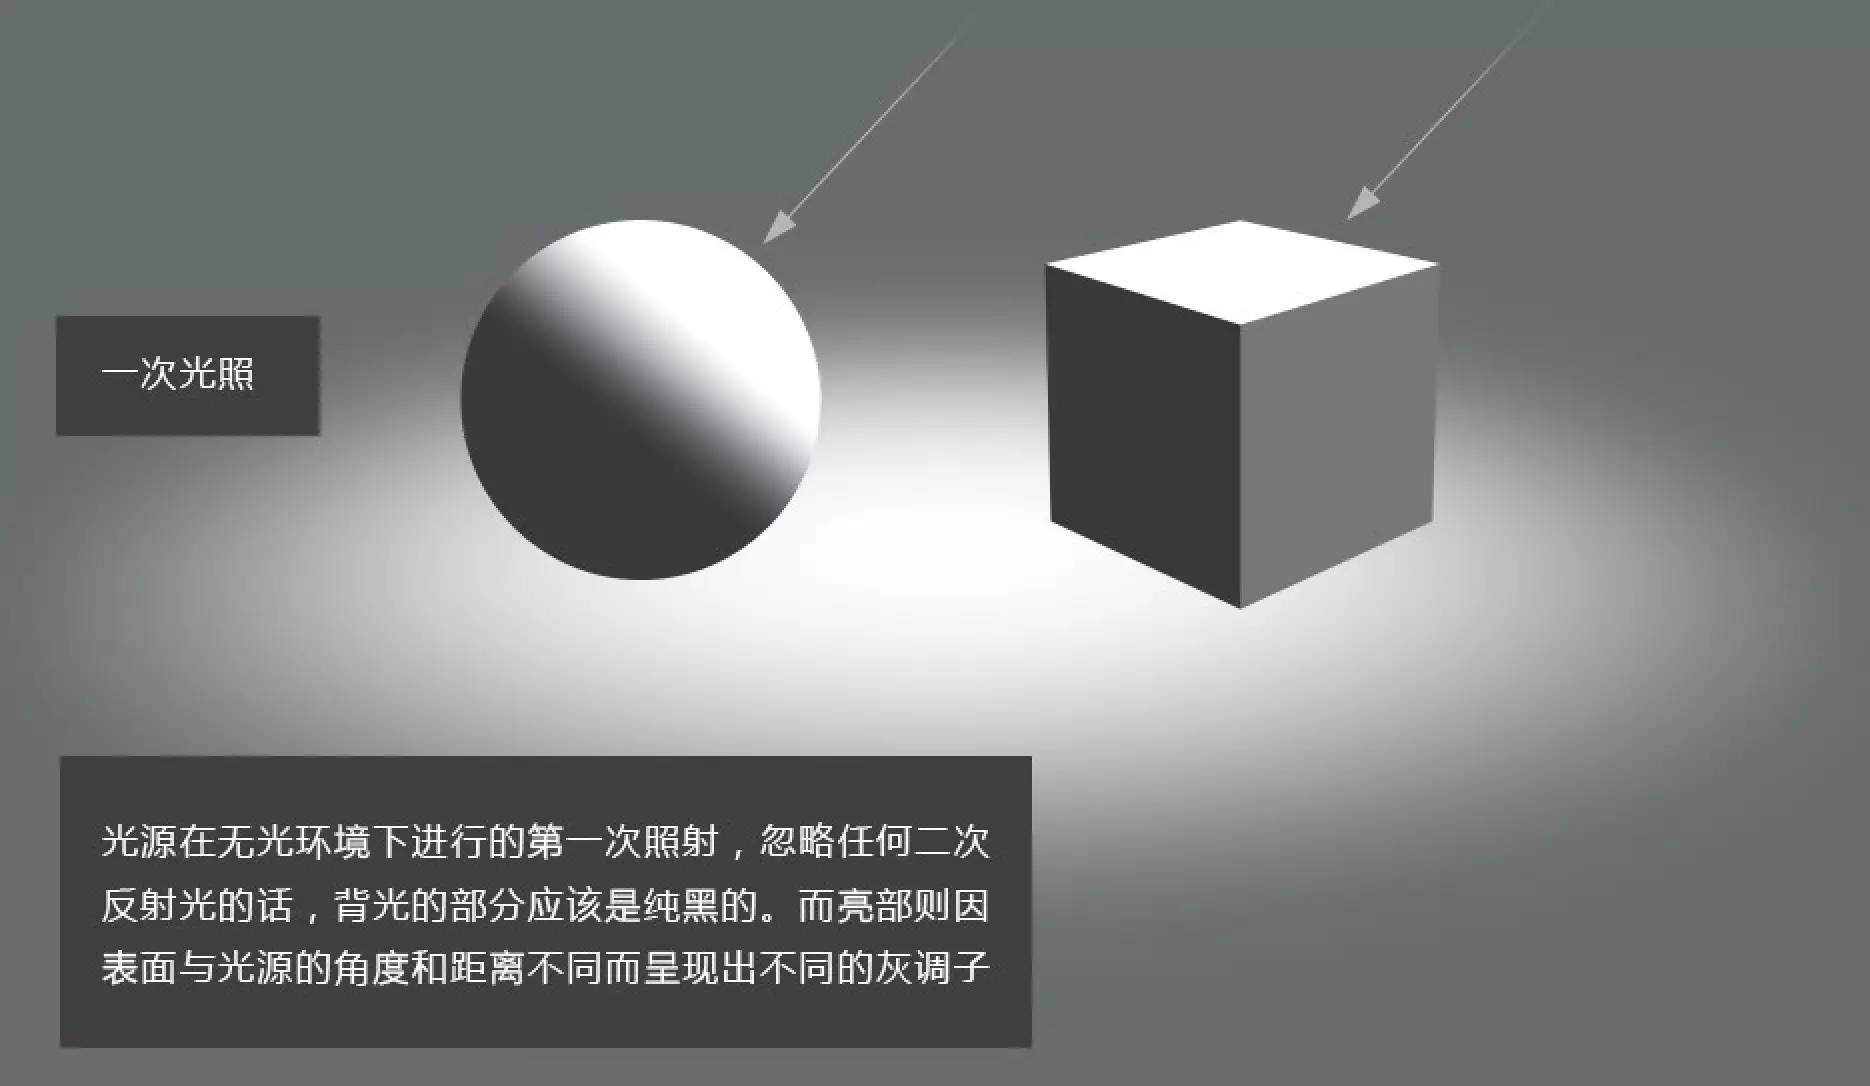 一次光照
光源在无光环境下进行的第一次照射，忽略任何二次
反射光的话，背光的部分应该是纯黑的。而亮部则因
表面与光源的角度和距离不同而呈现出不同的灰调子